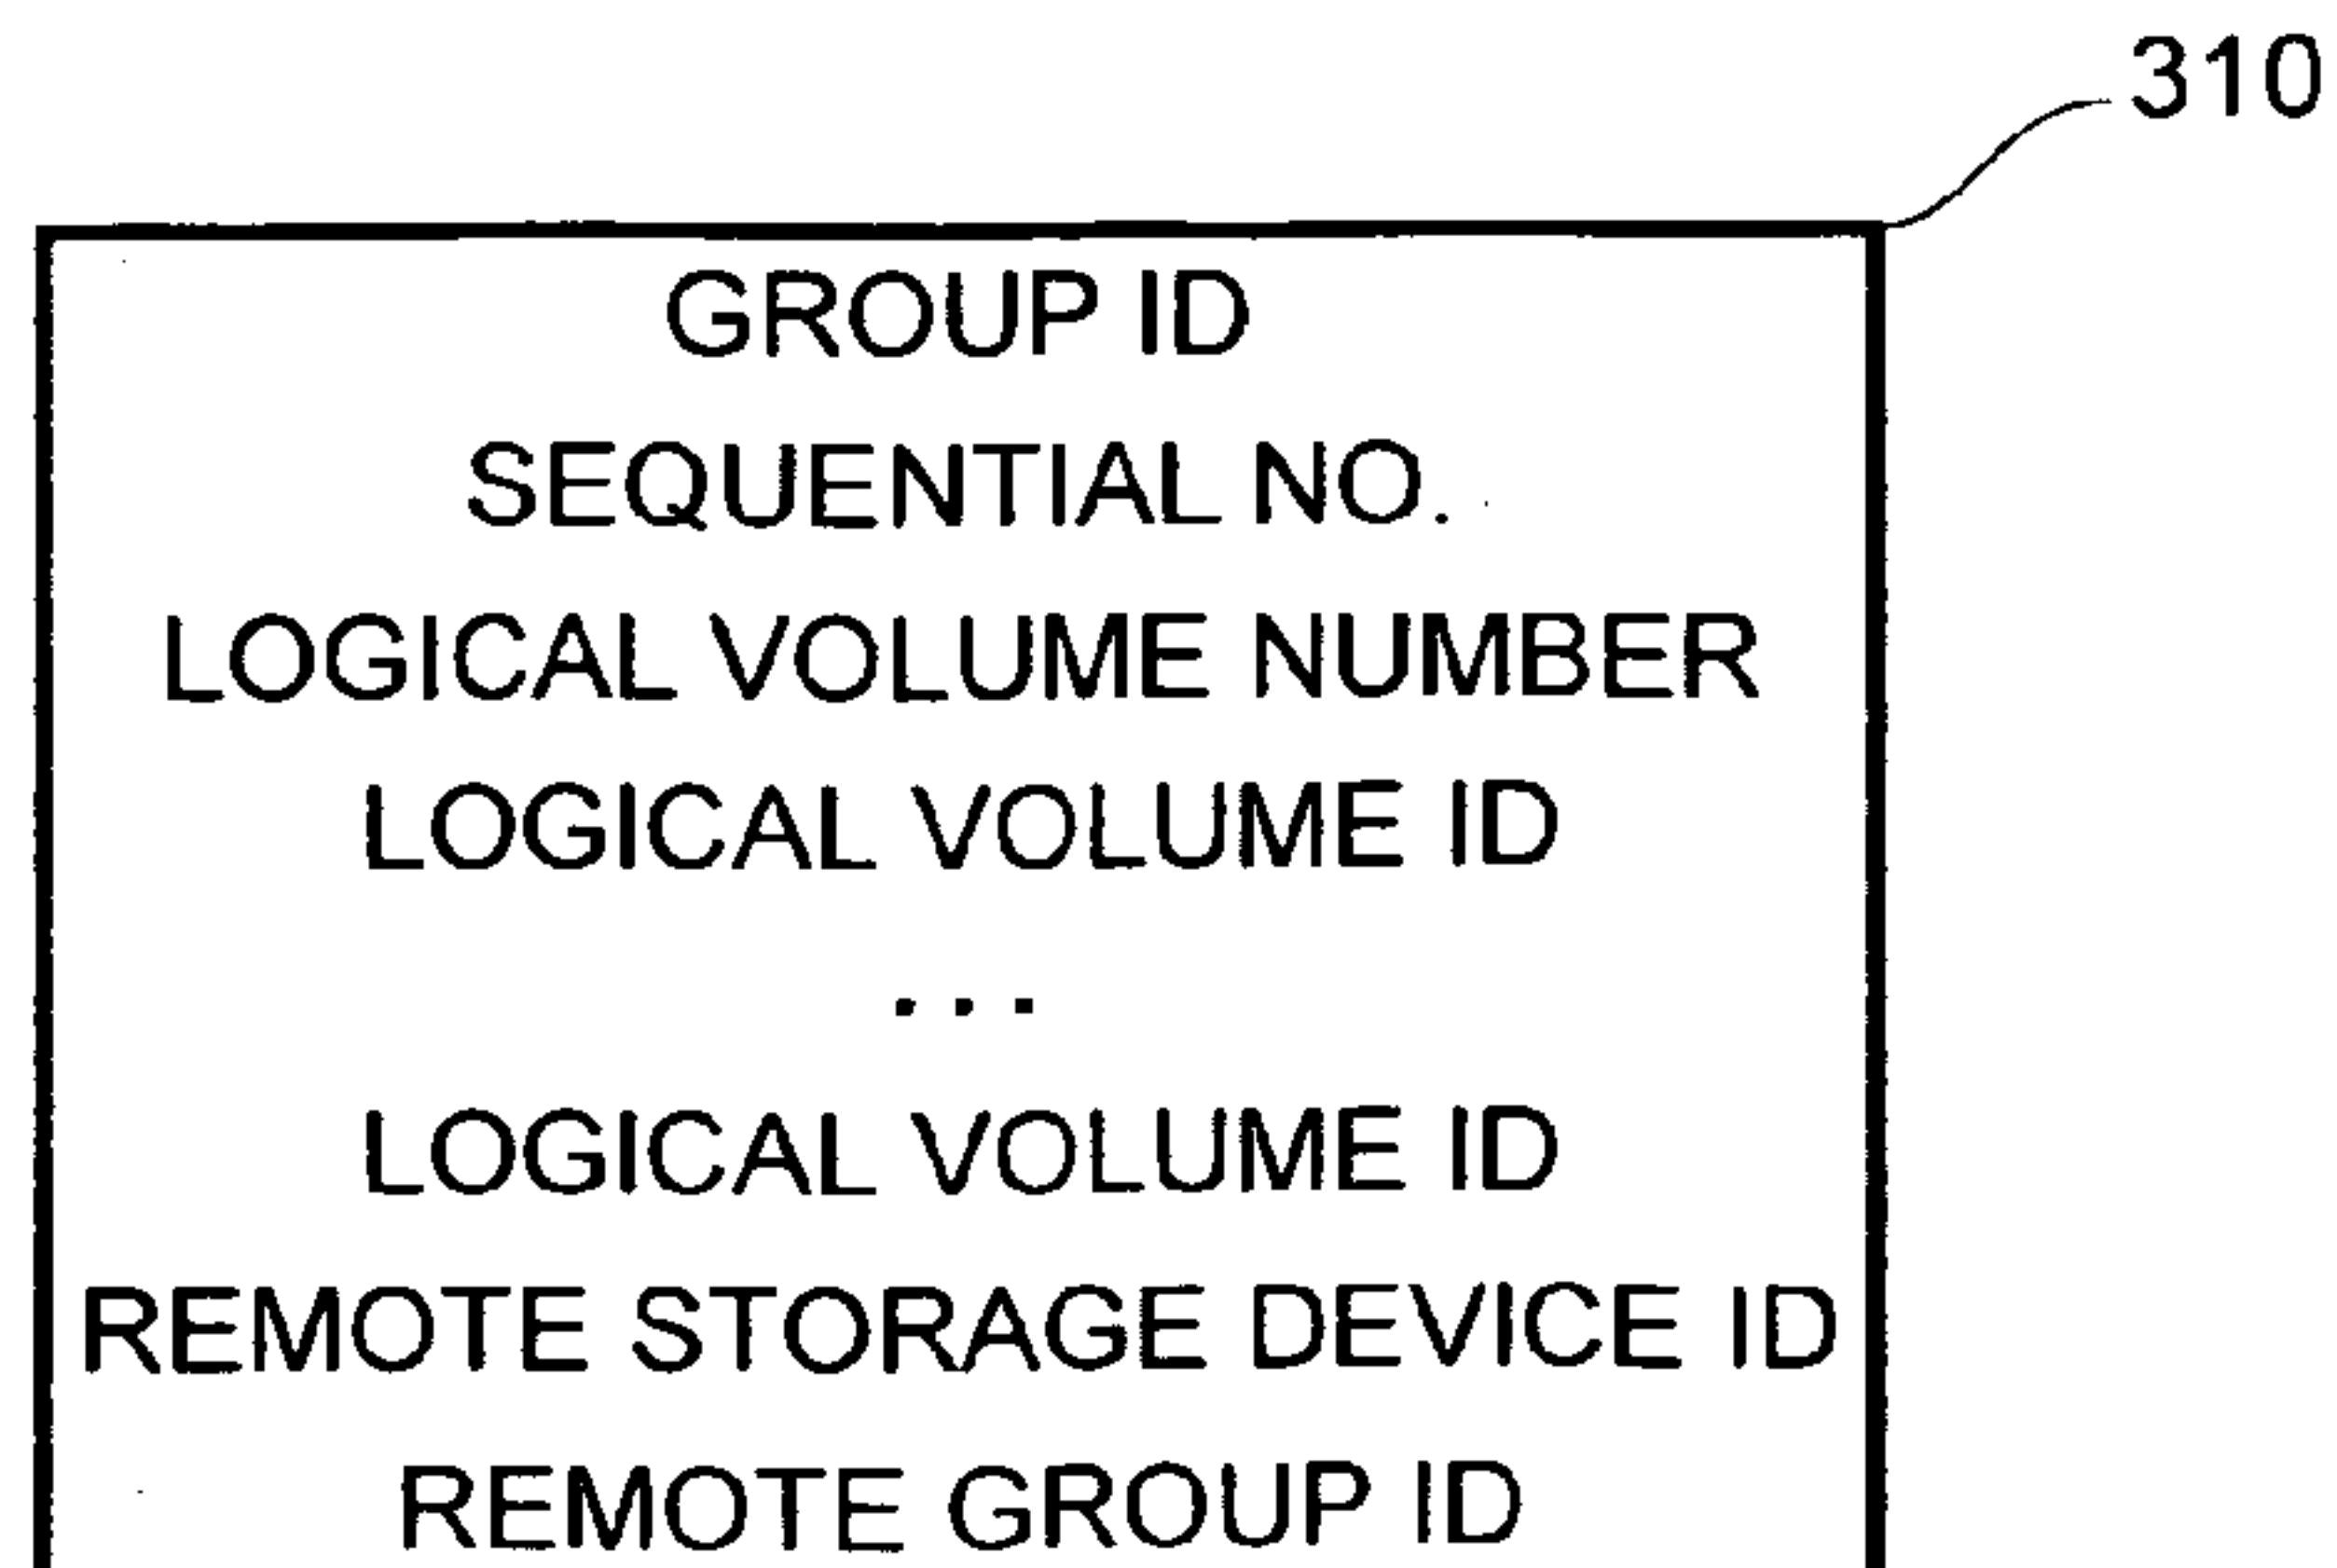 310
GROUP ID
SEQUENTIAL NO.
LOGICAL VOLUME NUMBER
LOGICAL VOLUME ID
...
LOGICAL VOLUME ID
REMOTE STORAGE DEVICE ID
REMOTE GROUP ID